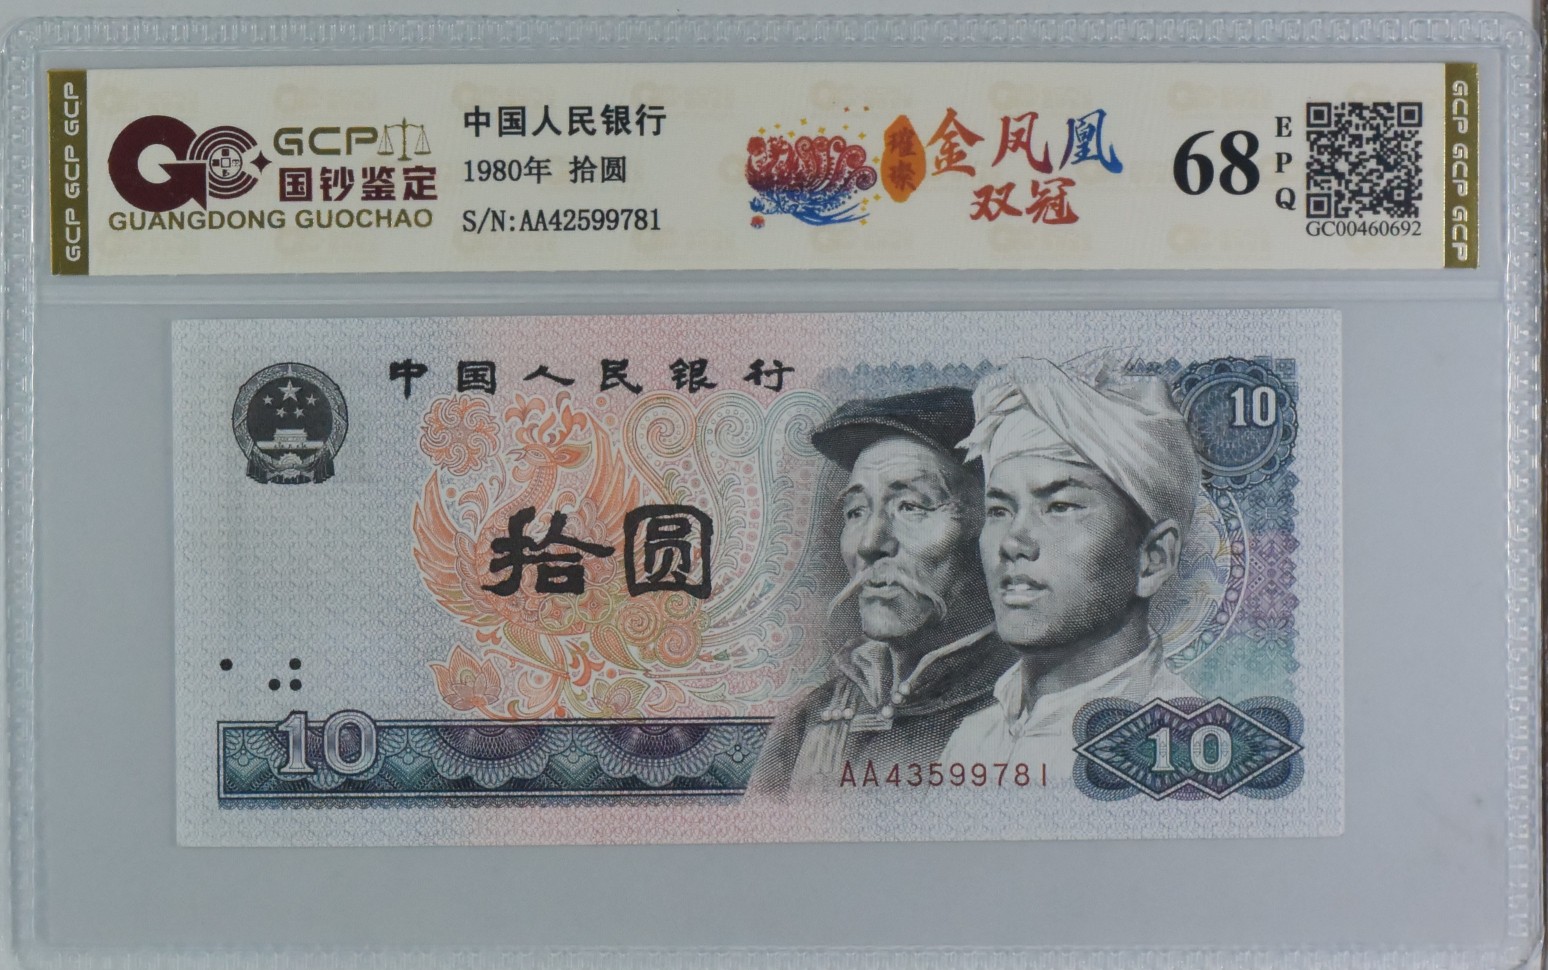 GCP GCP GCP
GCP
国钞鉴定
GUANGDONG GUOCHAO
中国人民银行
1980年 拾圆
S/N:AA42599781
璀璨
金凤凰
双冠
68
EPQ
GC00460692
GCP GCP GCP
中国人民银行
10
拾圆
10
AA43599781
10